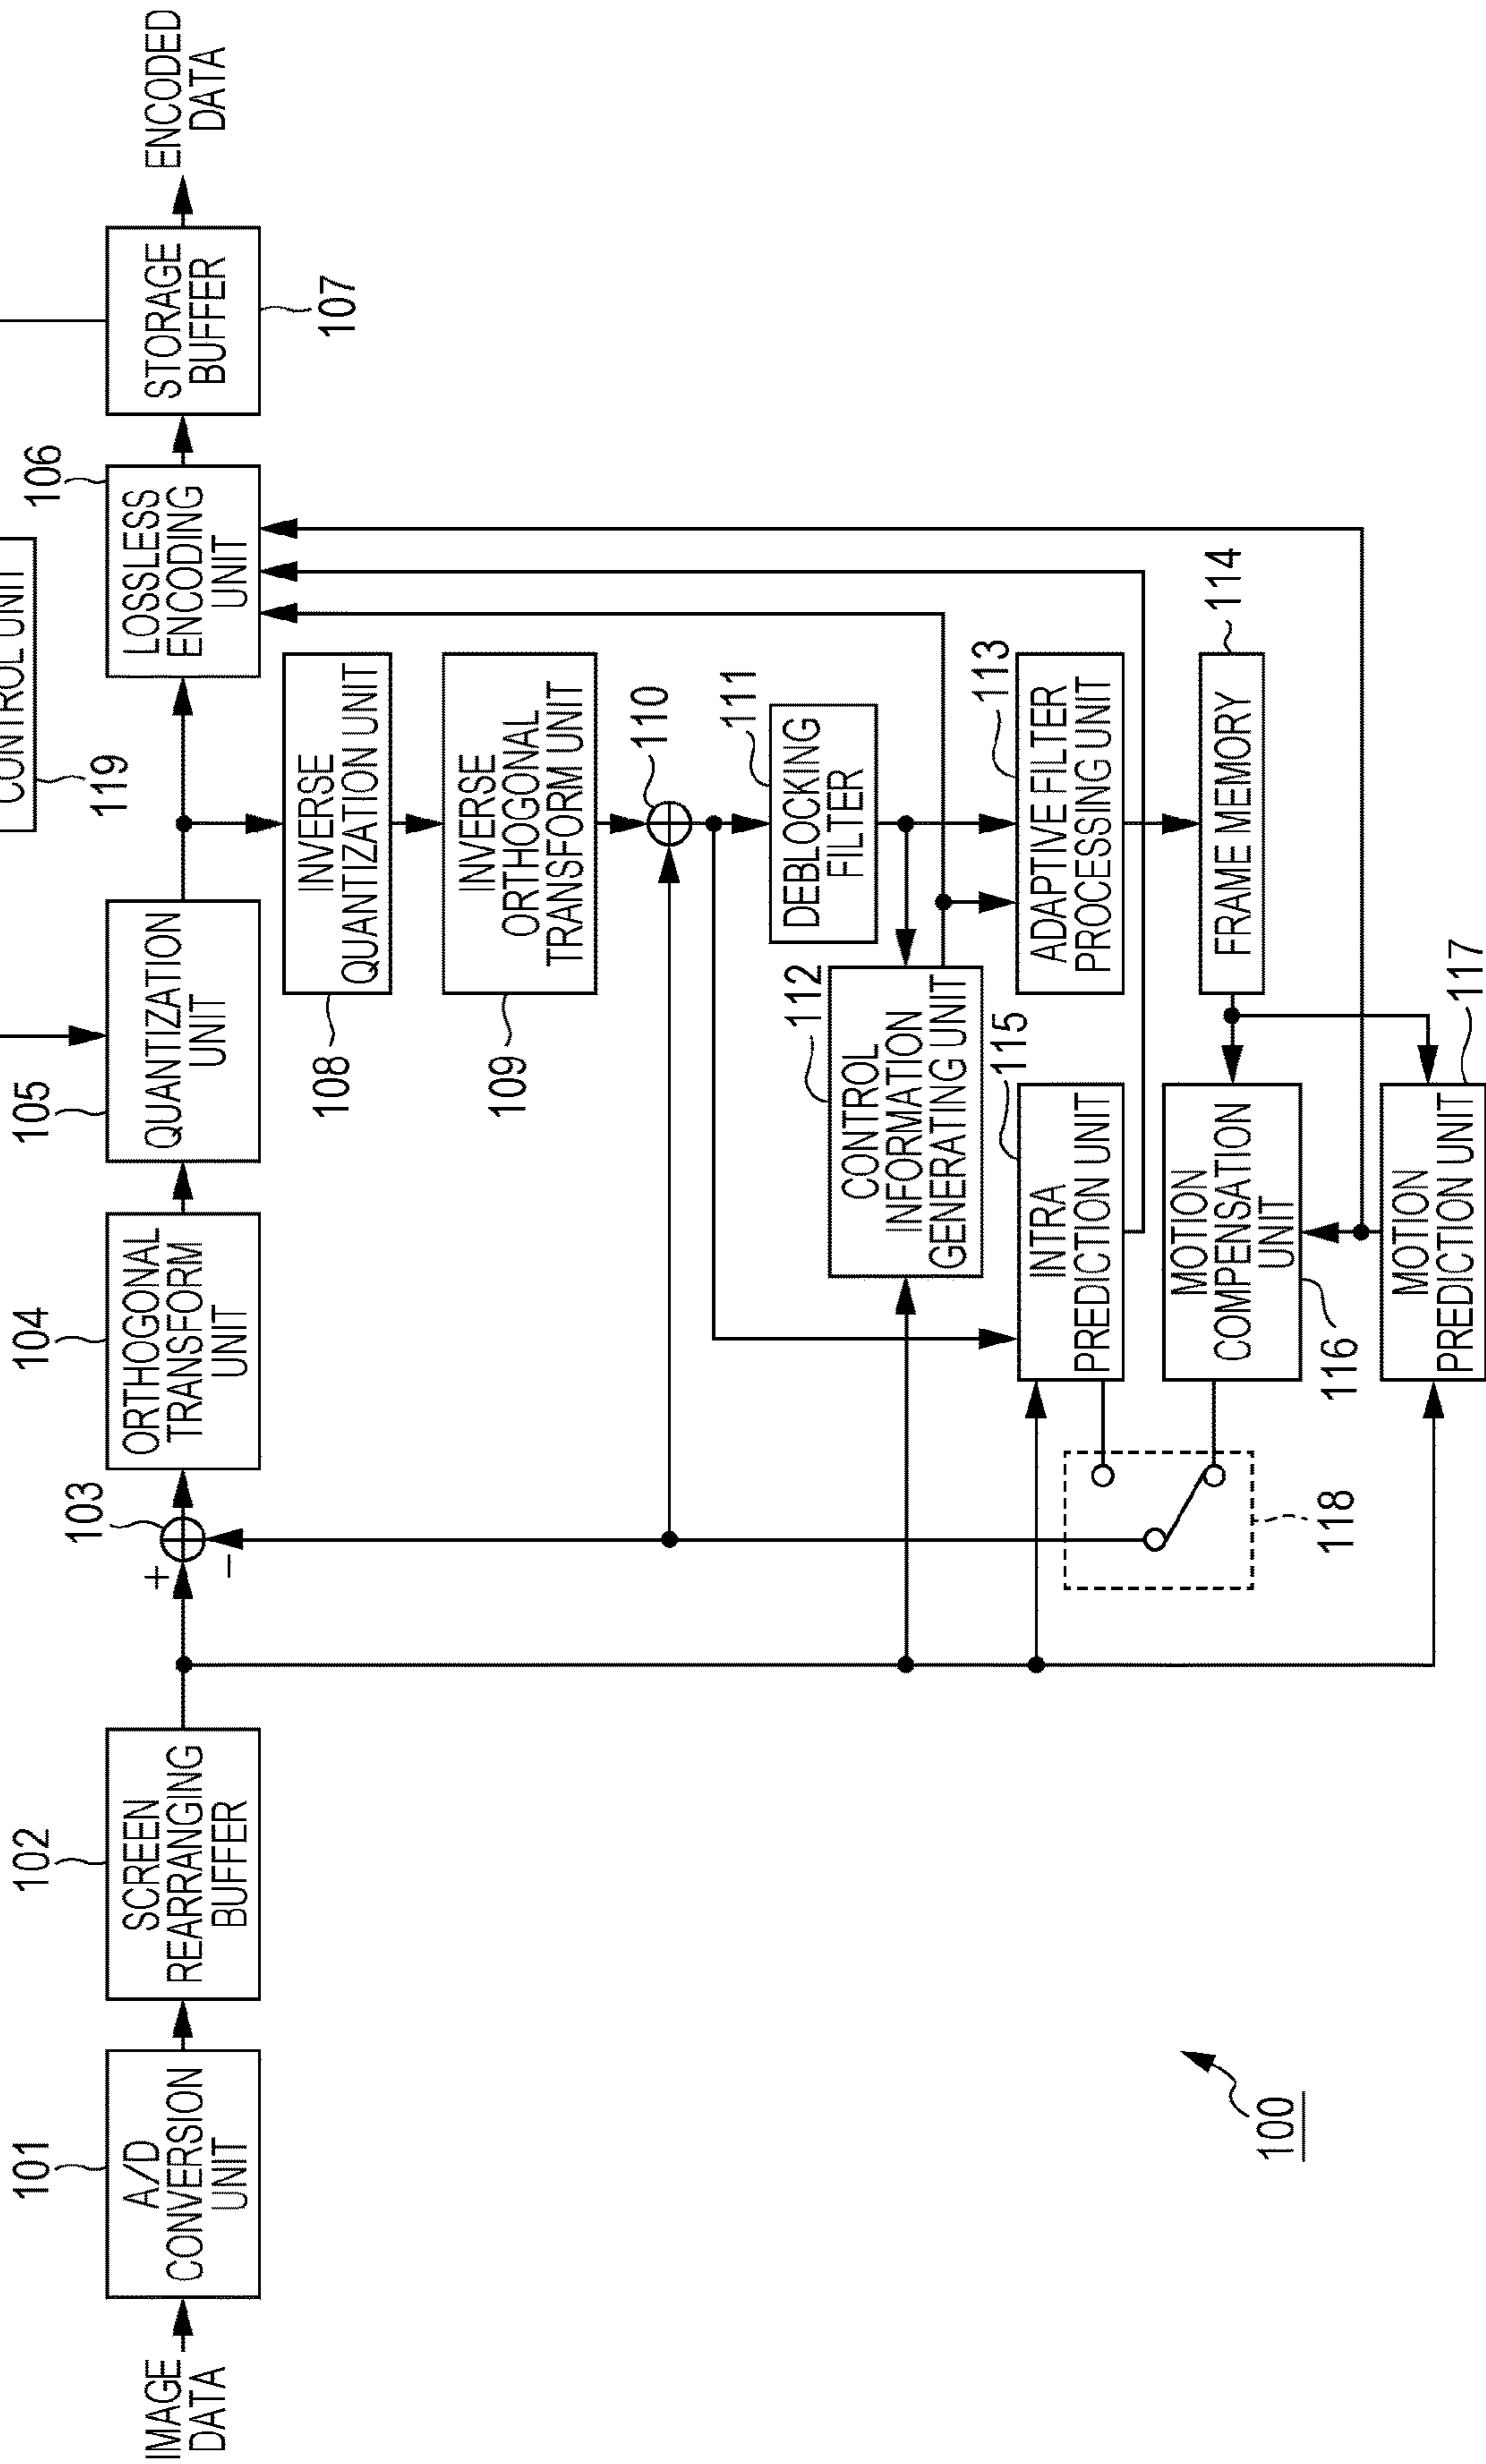 CONTROL UNIT
119
IMAGE
DATA
101
A/D
CONVERSION
UNIT
102
SCREEN
REARRANGING
BUFFER
103
+
−
104
ORTHOGONAL
TRANSFORM
UNIT
105
QUANTIZATION
UNIT
106
LOSSLESS
ENCODING
UNIT
STORAGE
BUFFER
107
ENCODED
DATA
108
INVERSE
QUANTIZATION UNIT
109
INVERSE
ORTHOGONAL
TRANSFORM UNIT
110
111
DEBLOCKING
FILTER
112
CONTROL
INFORMATION
GENERATING UNIT
113
ADAPTIVE FILTER
PROCESSING UNIT
114
FRAME MEMORY
115
INTRA
PREDICTION UNIT
MOTION
COMPENSATION
UNIT
116
117
MOTION
PREDICTION UNIT
118
100